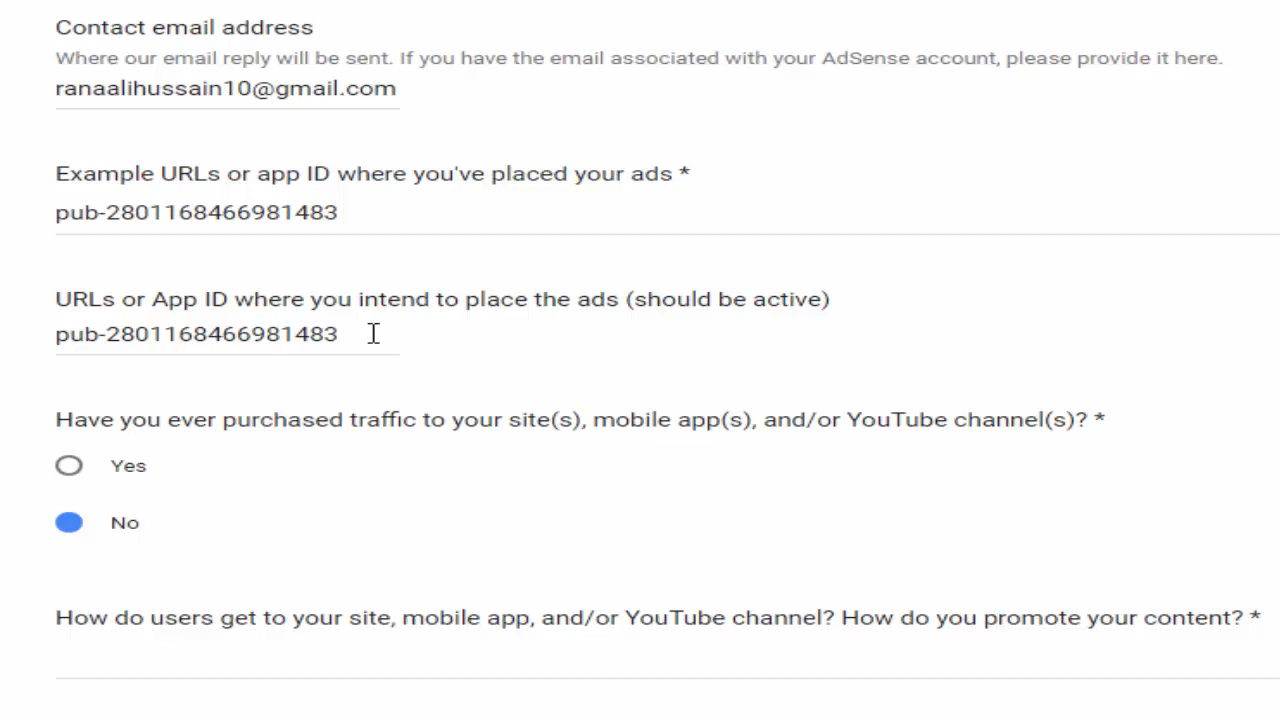 Contact email address
Where our email reply will be sent. If you have the email associated with your AdSense account, please provide it here.
ranaalihussain10@gmail.com
Example URLs or app ID where you've placed your ads *
pub-2801168466981483
URLs or App ID where you intend to place the ads (should be active)
pub-2801168466981483
Have you ever purchased traffic to your site(s), mobile app(s), and/or YouTube channel(s)? *
Yes
No
How do users get to your site, mobile app, and/or YouTube channel? How do you promote your content? *